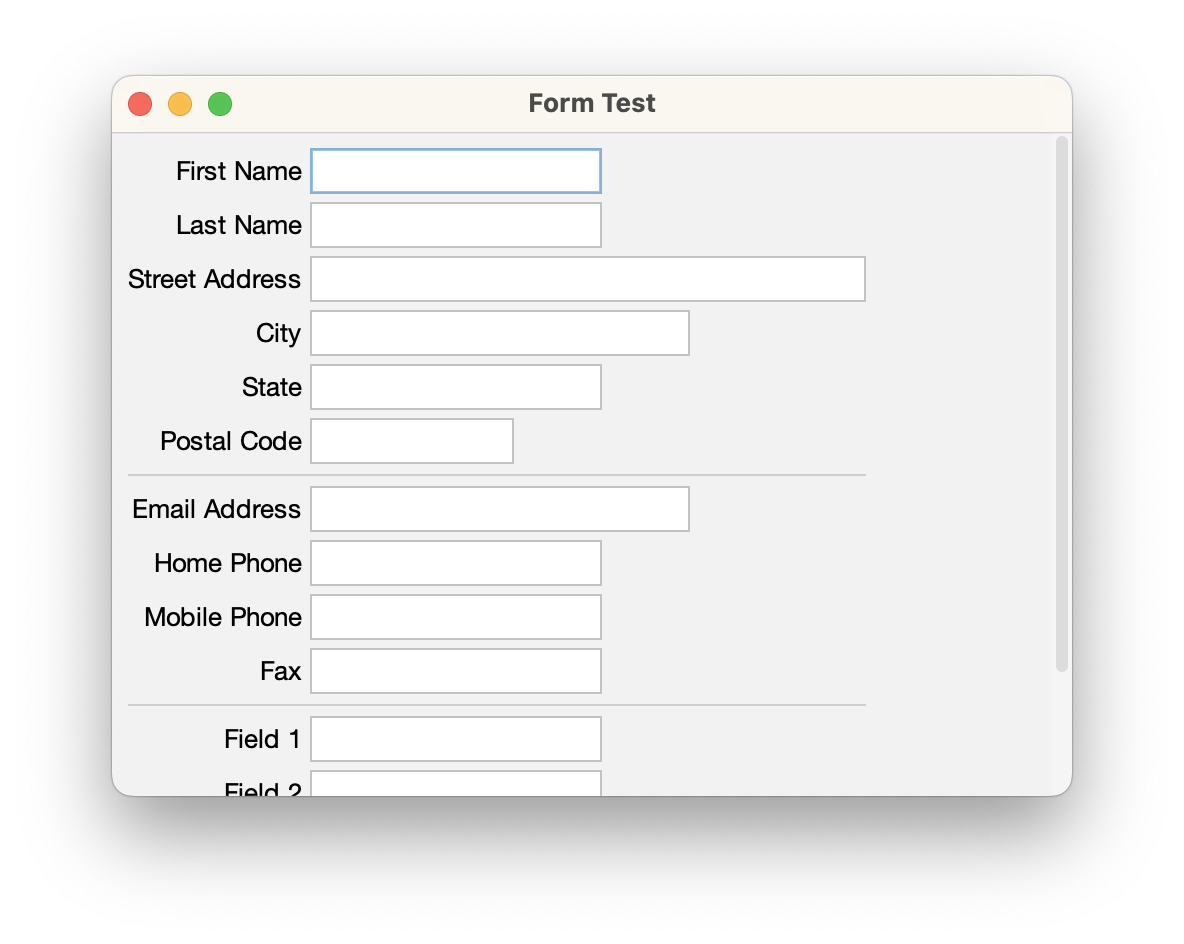 Form Test
First Name
Last Name
Street Address
City
State
Postal Code
Email Address
Home Phone
Mobile Phone
Fax
Field 1
Field 2